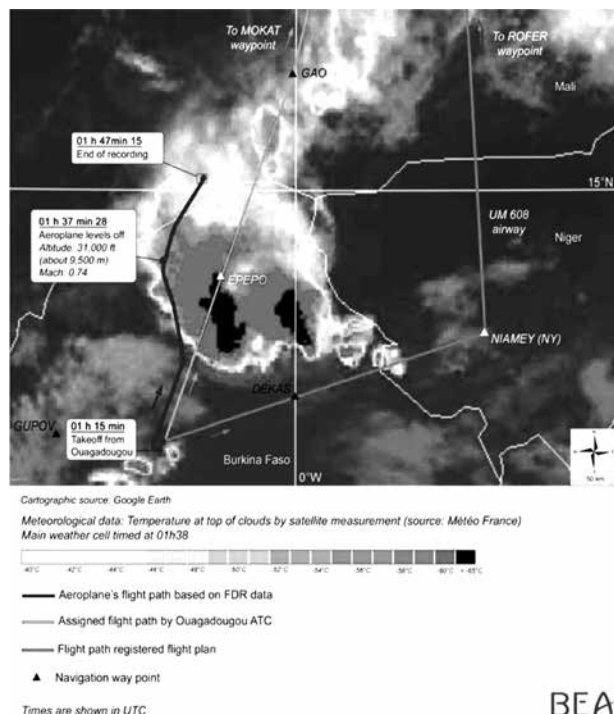 To MOKAT
waypoint
To ROFER
waypoint
GAO
Mali
01 h 47min 15
End of recording
15°N
01 h 37 min 28
Aeroplane levels off
Altitude: 31.000 ft
(about 9,500 m)
Mach: 0.74
UM 608
airway
Niger
EPEPO
NIAMEY (NY)
DEKAS
GUPOV
01 h 15 min
Takeoff from
Ouagadougou
Burkina Faso
0°W
50 km
Cartographic source: Google Earth
Meteorological data: Temperature at top of clouds by satellite measurement (source: Météo France)
Main weather cell timed at 01h38
-40°C -42°C -44°C -46°C -48°C -50°C -52°C -54°C -56°C -58°C -60°C
Aeroplane's flight path based on FDR data
Assigned flight path by Ouagadougou ATC
Flight path registered flight plan
Navigation way point
Times are shown in UTC
BEA